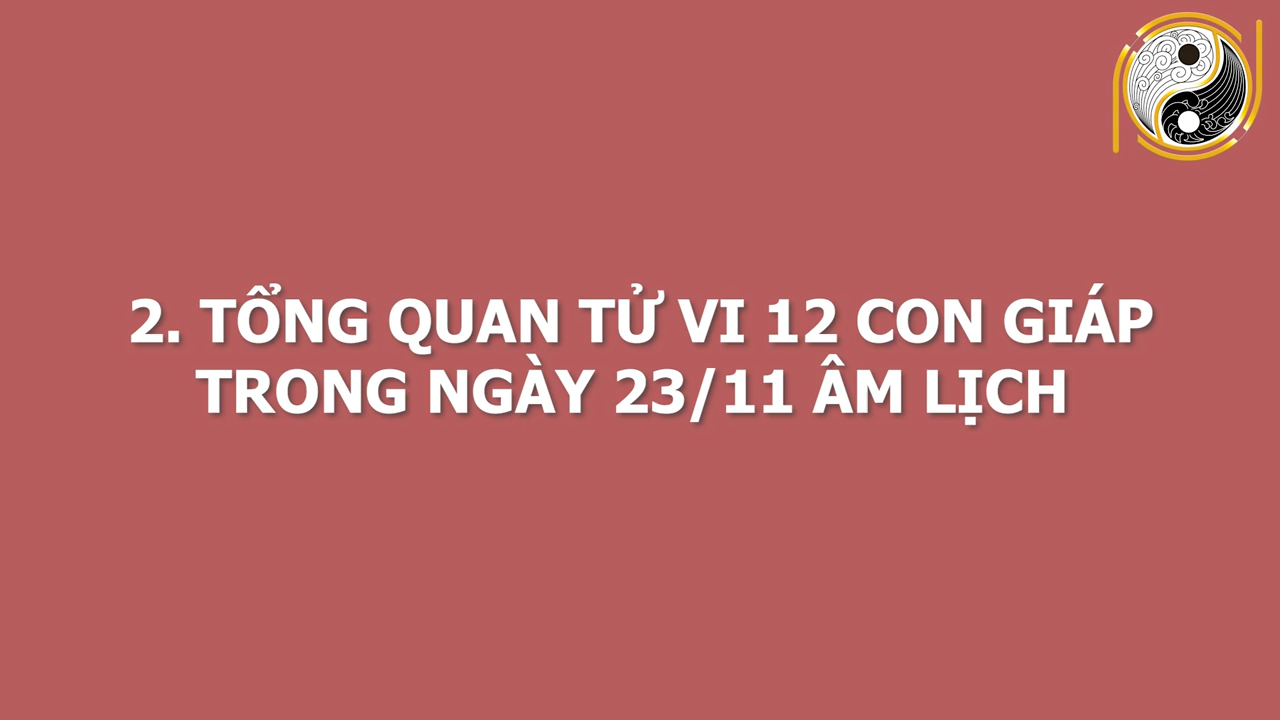 2. TỔNG QUAN TỬ VI 12 CON GIÁP
TRONG NGÀY 23/11 ÂM LỊCH